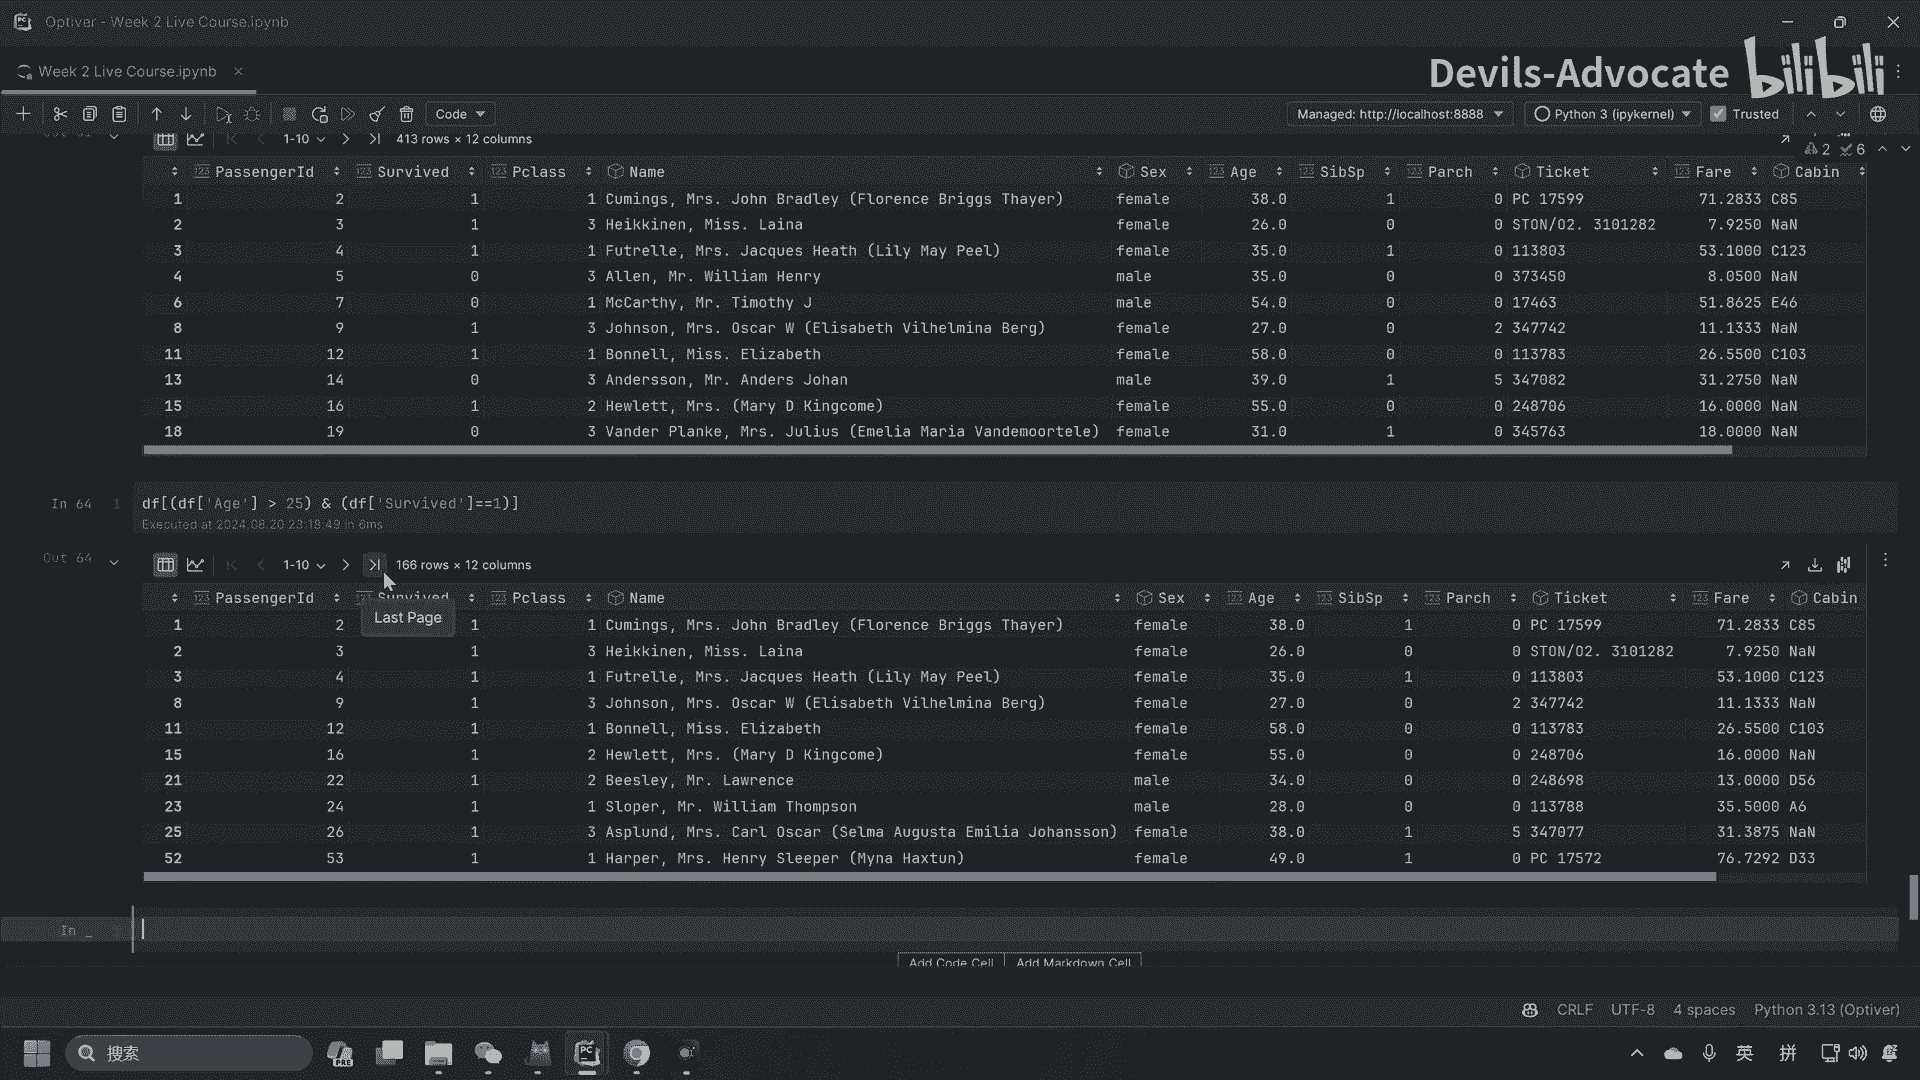 Optiver - Week 2 Live Course.ipynb
Week 2 Live Course.ipynb
Devils-Advocate bilibili
Code
Managed: http://localhost:8888
Python 3 (ipykernel)
Trusted
1-10 413 rows × 12 columns
2 6
PassengerId Survived Pclass Name Sex Age SibSp Parch Ticket Fare Cabin
1 2 1 1 Cumings, Mrs. John Bradley (Florence Briggs Thayer) female 38.0 1 0 PC 17599 71.2833 C85
2 3 1 3 Heikkinen, Miss. Laina female 26.0 0 0 STON/O2. 3101282 7.9250 NaN
3 4 1 1 Futrelle, Mrs. Jacques Heath (Lily May Peel) female 35.0 1 0 113803 53.1000 C123
4 5 0 3 Allen, Mr. William Henry male 35.0 0 0 373450 8.0500 NaN
6 7 0 1 McCarthy, Mr. Timothy J male 54.0 0 0 17463 51.8625 E46
8 9 1 3 Johnson, Mrs. Oscar W (Elisabeth Vilhelmina Berg) female 27.0 0 2 347742 11.1333 NaN
11 12 1 1 Bonnell, Miss. Elizabeth female 58.0 0 0 113783 26.5500 C103
13 14 0 3 Andersson, Mr. Anders Johan male 39.0 1 5 347082 31.2750 NaN
15 16 1 2 Hewlett, Mrs. (Mary D Kingcome) female 55.0 0 0 248706 16.0000 NaN
18 19 0 3 Vander Planke, Mrs. Julius (Emelia Maria Vandemoortele) female 31.0 1 0 345763 18.0000 NaN
In 64 1 df[(df['Age'] > 25) & (df['Survived']==1)]
Executed at 2024.08.20 23:18:49 in 6ms
Out 64 1-10 166 rows × 12 columns
PassengerId Survived Pclass Name Sex Age SibSp Parch Ticket Fare Cabin
Last Page
1 2 1 1 Cumings, Mrs. John Bradley (Florence Briggs Thayer) female 38.0 1 0 PC 17599 71.2833 C85
2 3 1 3 Heikkinen, Miss. Laina female 26.0 0 0 STON/O2. 3101282 7.9250 NaN
3 4 1 1 Futrelle, Mrs. Jacques Heath (Lily May Peel) female 35.0 1 0 113803 53.1000 C123
8 9 1 3 Johnson, Mrs. Oscar W (Elisabeth Vilhelmina Berg) female 27.0 0 2 347742 11.1333 NaN
11 12 1 1 Bonnell, Miss. Elizabeth female 58.0 0 0 113783 26.5500 C103
15 16 1 2 Hewlett, Mrs. (Mary D Kingcome) female 55.0 0 0 248706 16.0000 NaN
21 22 1 2 Beesley, Mr. Lawrence male 34.0 0 0 248698 13.0000 D56
23 24 1 1 Sloper, Mr. William Thompson male 28.0 0 0 113788 35.5000 A6
25 26 1 3 Asplund, Mrs. Carl Oscar (Selma Augusta Emilia Johansson) female 38.0 1 5 347077 31.3875 NaN
52 53 1 1 Harper, Mrs. Henry Sleeper (Myna Haxtun) female 49.0 1 0 PC 17572 76.7292 D33
In _
Add Code Cell Add Markdown Cell
CRLF UTF-8 4 spaces Python 3.13 (Optiver)
搜索
PRE
PC
英 拼